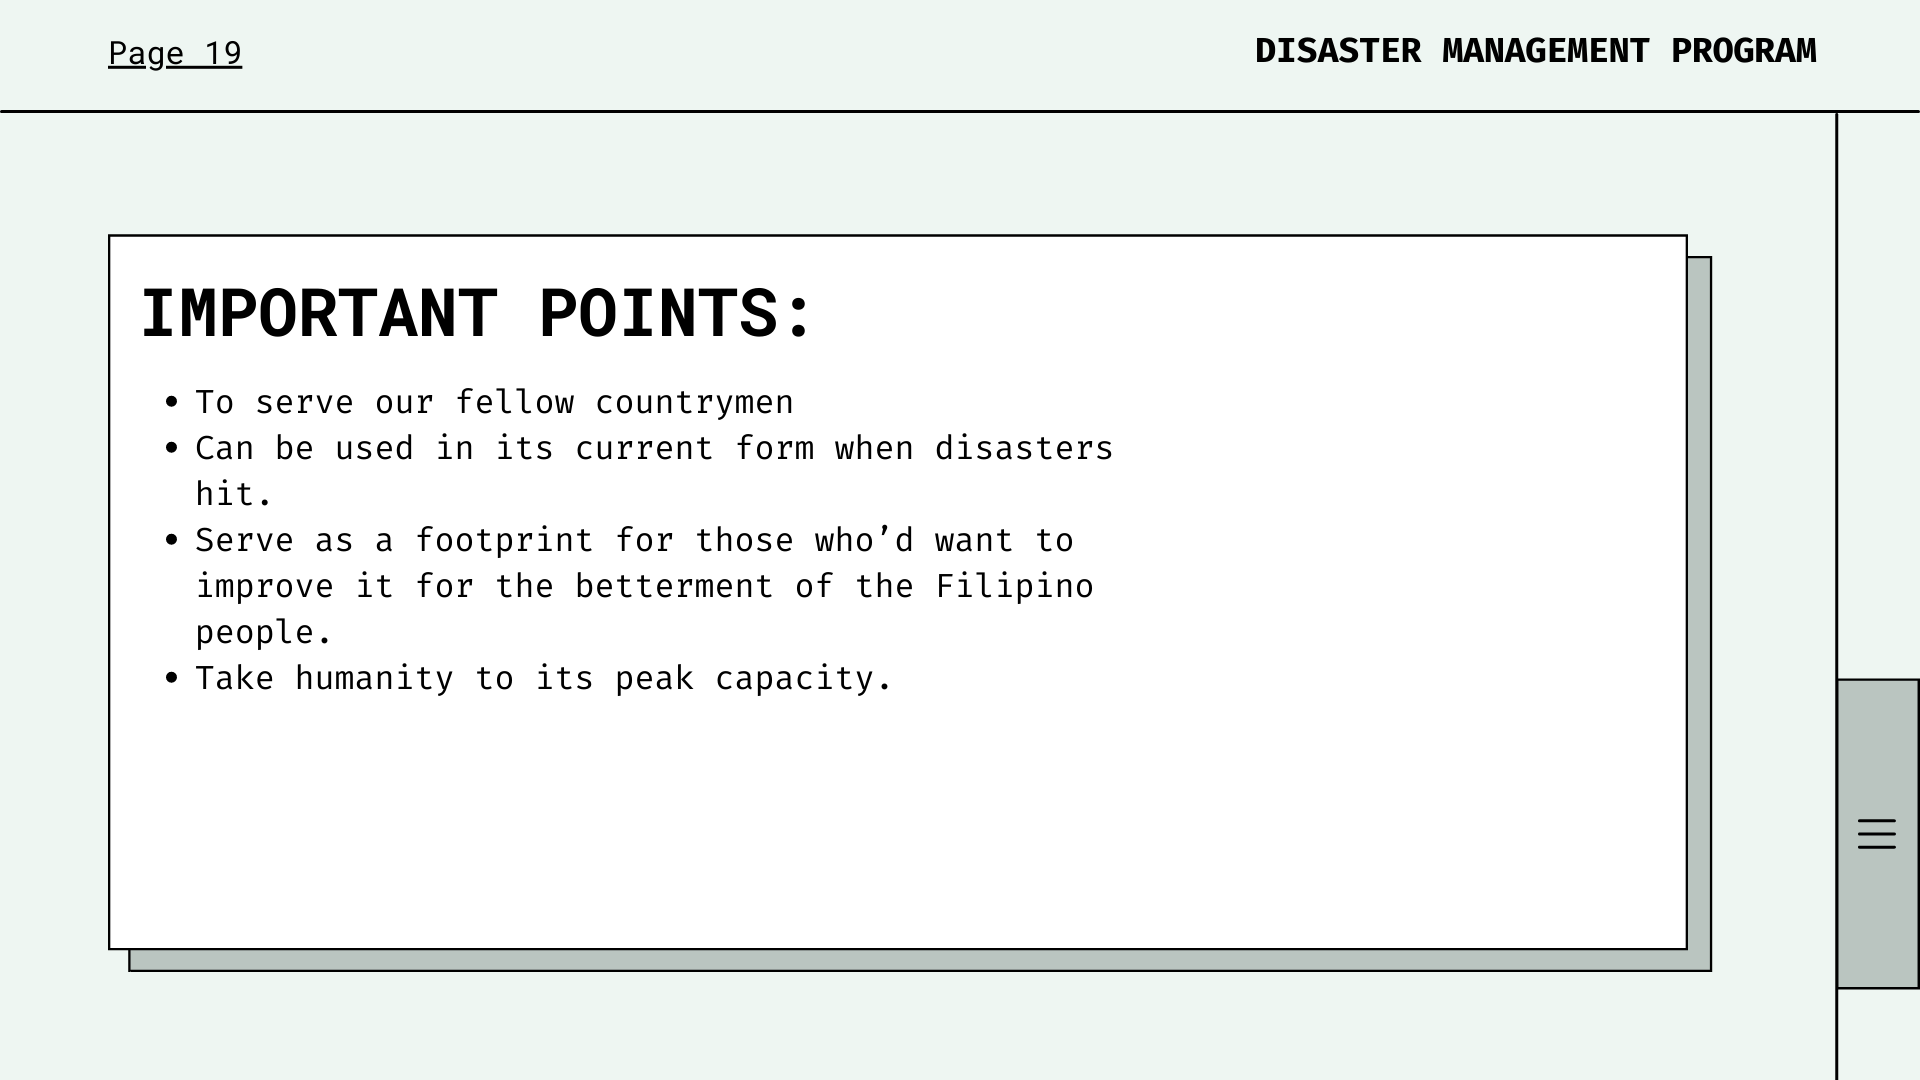 Page 19
DISASTER MANAGEMENT PROGRAM
IMPORTANT POINTS:
• To serve our fellow countrymen
• Can be used in its current form when disasters
hit.
• Serve as a footprint for those who’d want to
improve it for the betterment of the Filipino
people.
• Take humanity to its peak capacity.